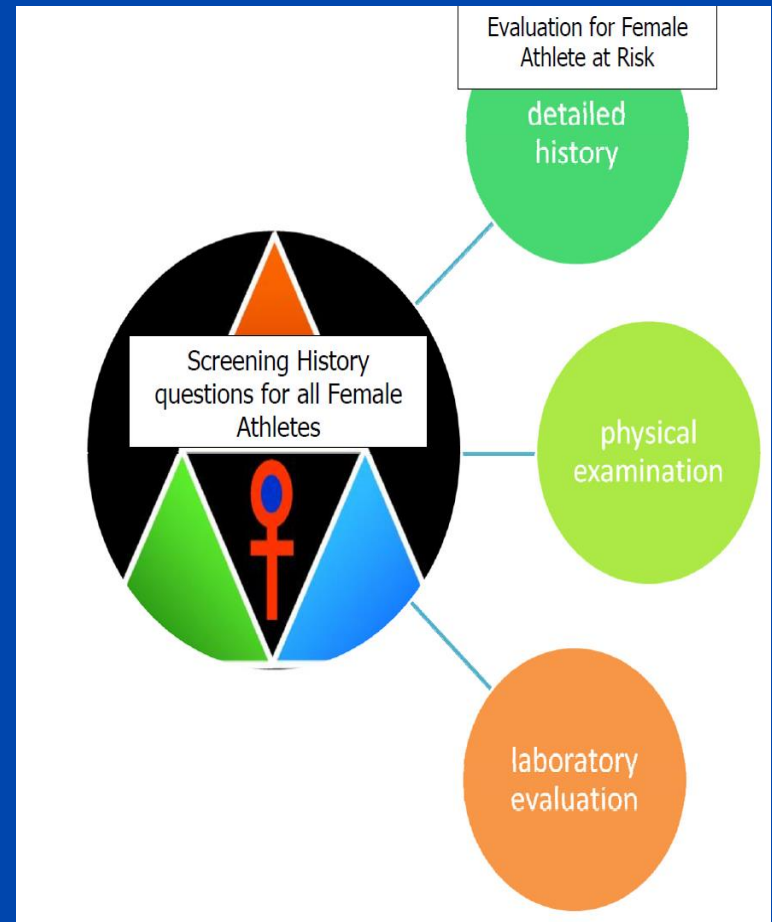 Evaluation for Female
Athlete at Risk
detailed
history
Screening History
questions for all Female
Athletes
physical
examination
laboratory
evaluation